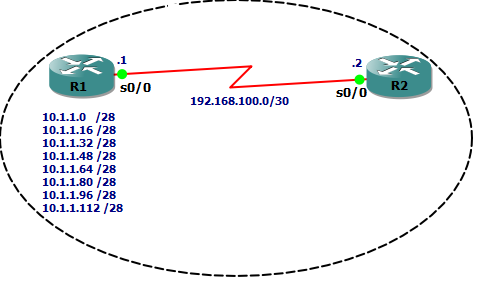 .1
.2
R1
R2
s0/0
s0/0
192.168.100.0/30
10.1.1.0 /28
10.1.1.16 /28
10.1.1.32 /28
10.1.1.48 /28
10.1.1.64 /28
10.1.1.80 /28
10.1.1.96 /28
10.1.1.112 /28